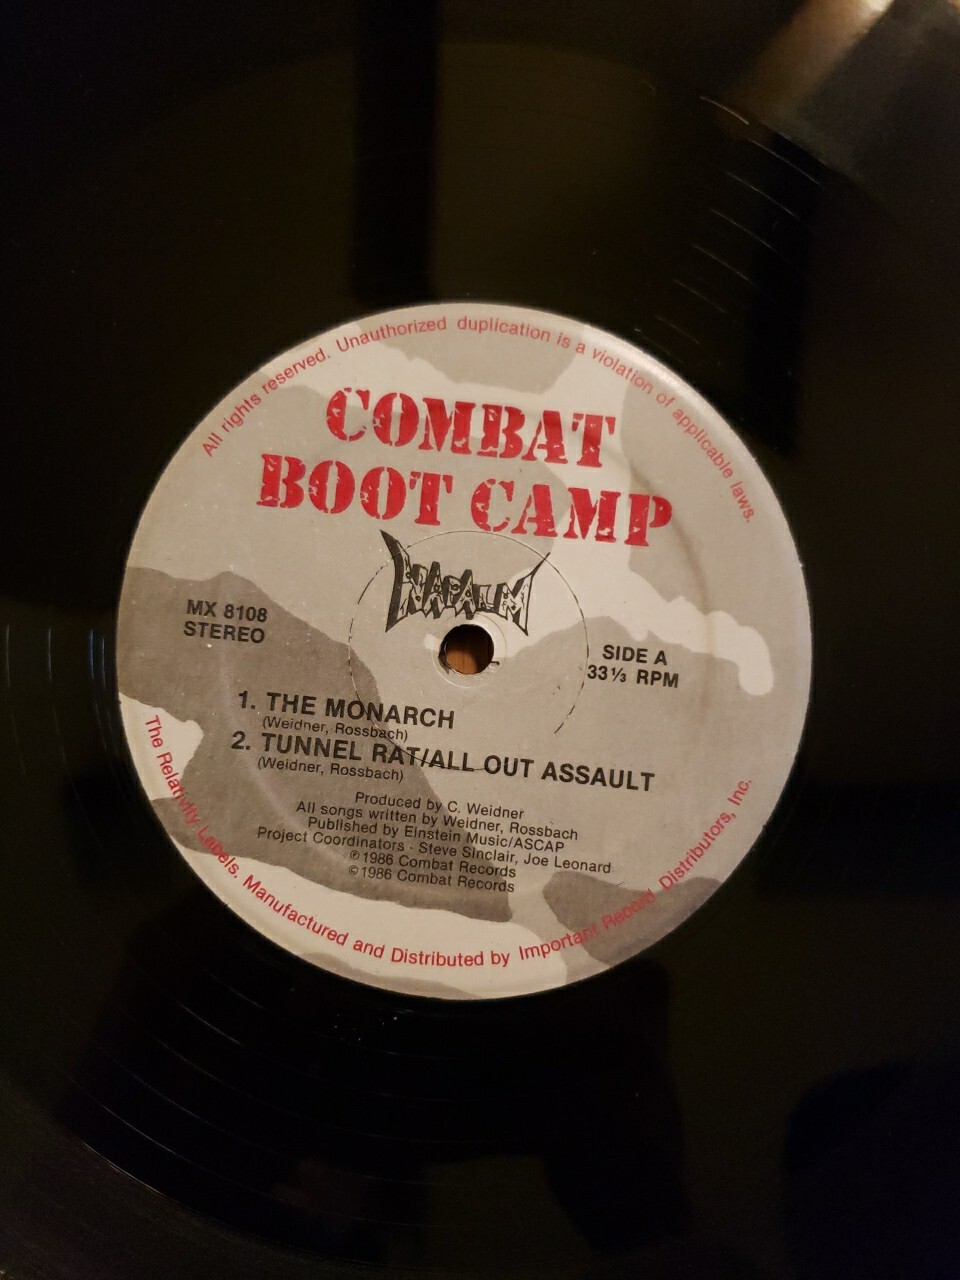 All rights reserved. Unauthorized duplication is a violation of applicable laws.
COMBAT
BOOT CAMP
NAPALM
MX 8108
STEREO
SIDE A
33⅓ RPM
1. THE MONARCH
(Weidner, Rossbach)
2. TUNNEL RAT/ALL OUT ASSAULT
(Weidner, Rossbach)
Produced by C. Weidner
All songs written by Weidner, Rossbach
Published by Einstein Music/ASCAP
Project Coordinators · Steve Sinclair, Joe Leonard
℗ 1986 Combat Records
© 1986 Combat Records
The Relativity Labels. Manufactured and Distributed by Important Record Distributors, Inc.